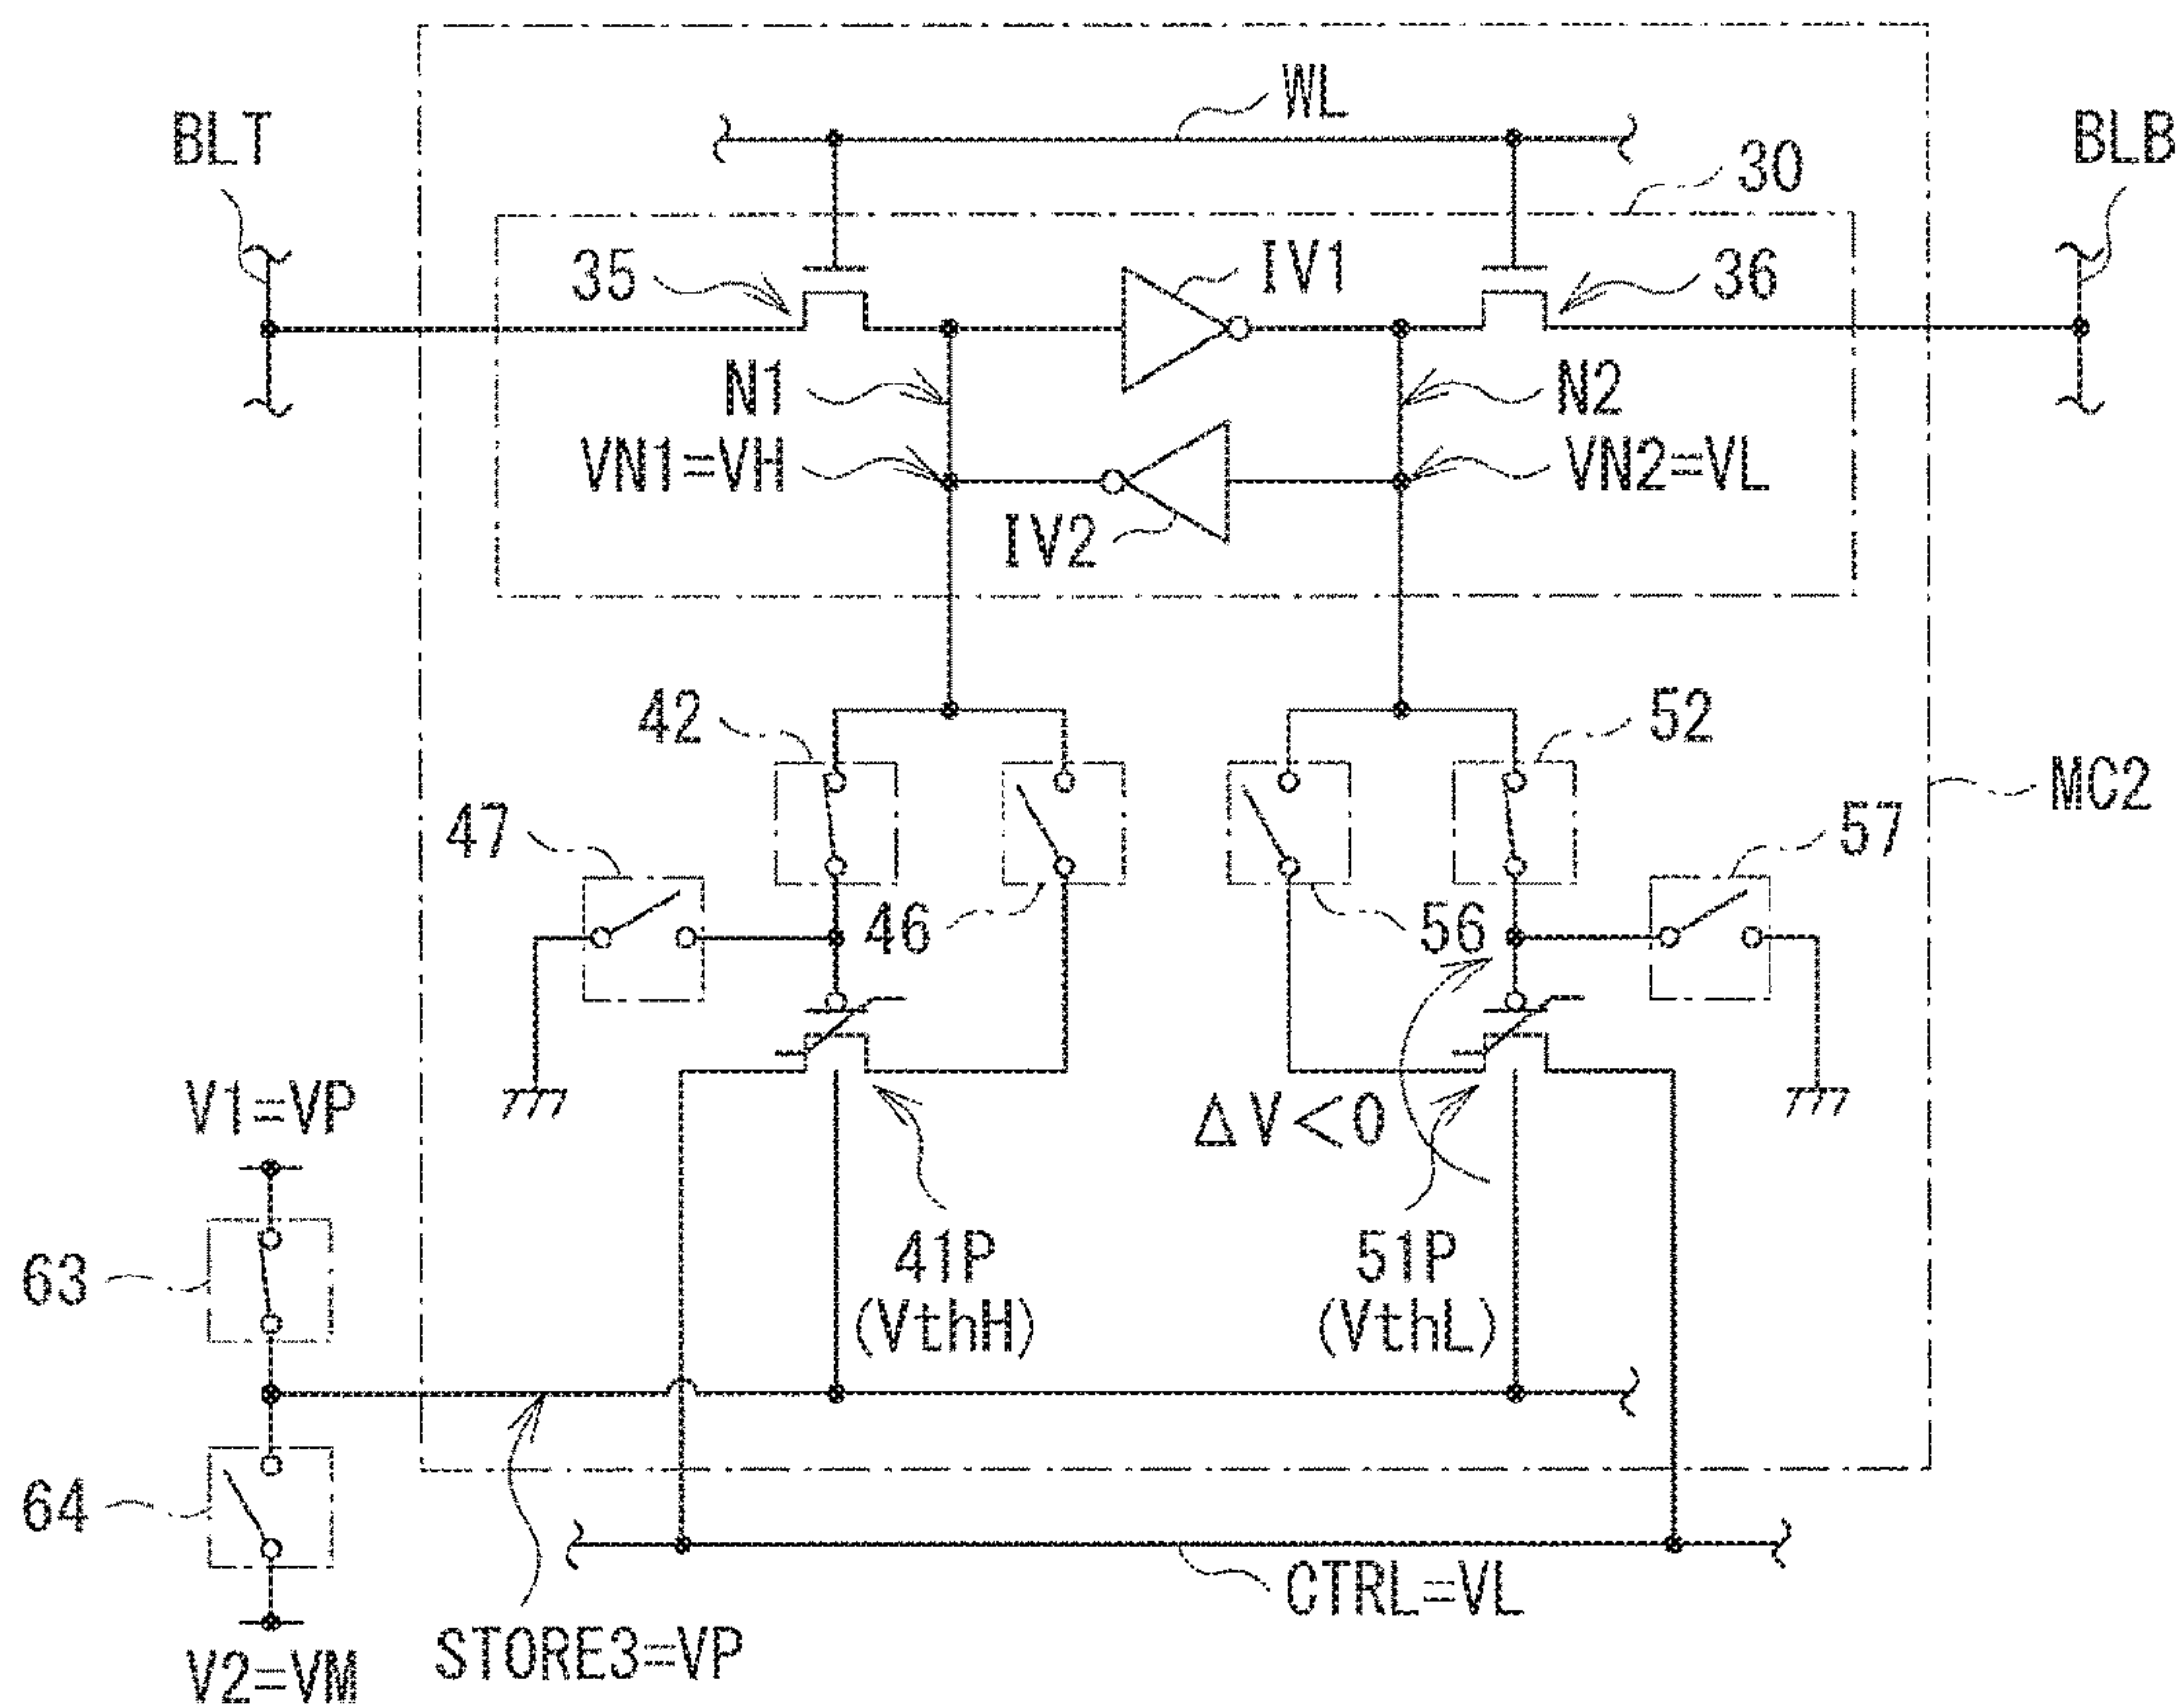 WL
BLT
BLB
30
35
IV1
36
N1
N2
VN1=VH
VN2=VL
IV2
42
52
MC2
47
57
46
56
V1=VP
ΔV<0
41P
(VthH)
51P
(VthL)
63
64
CTRL=VL
STORE3=VP
V2=VM